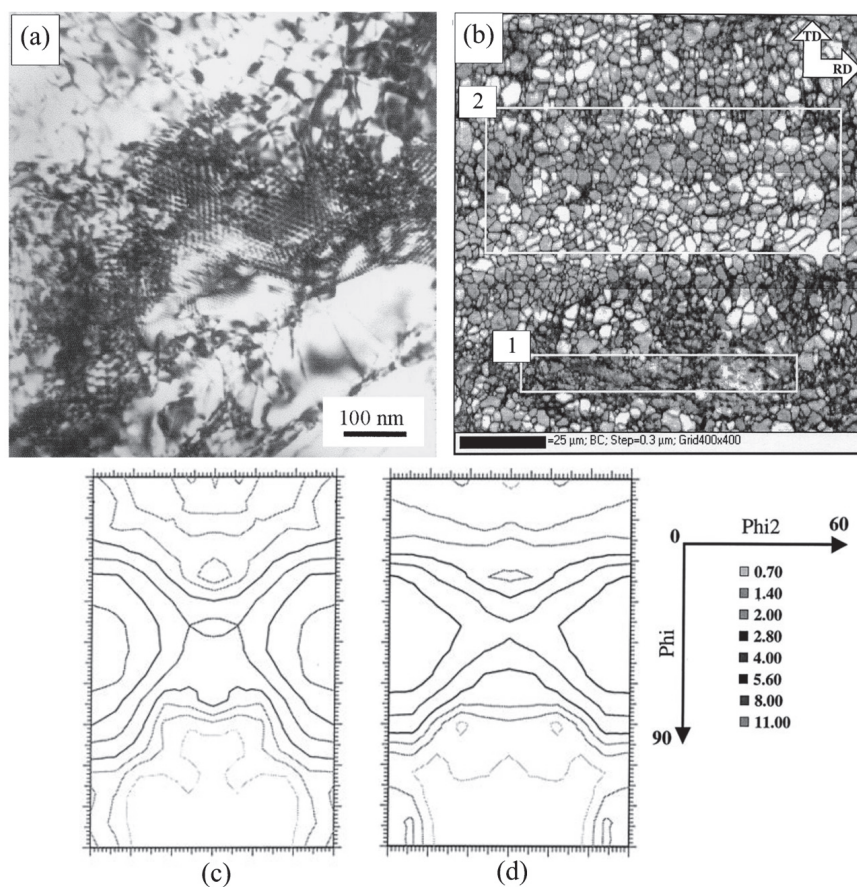 (a)
100 nm
(b)
TD
RD
2
1
=25 μm; BC; Step=0.3 μm; Grid400x400
(c)
(d)
0
Phi2
60
Phi
90
0.70
1.40
2.00
2.80
4.00
5.60
8.00
11.00